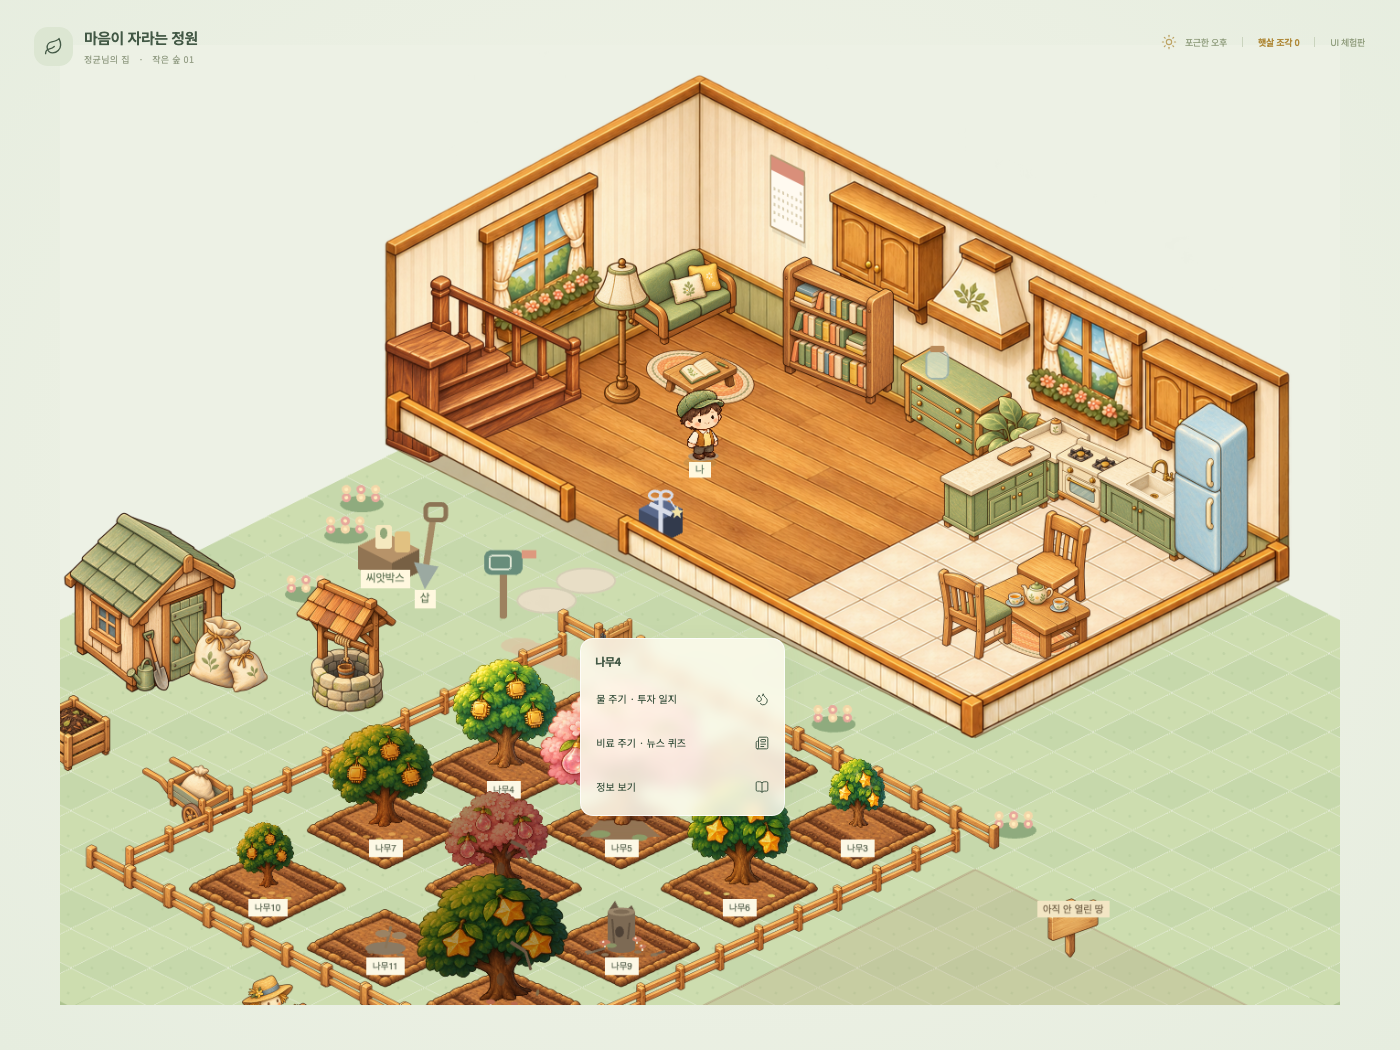 마음이 자라는 정원
정균님의 집 · 작은 숲 01
포근한 오후
햇살 조각 0
UI 체험판
나
씨앗박스
삽
나무4
물 주기 · 투자 일지
비료 주기 · 뉴스 퀴즈
정보 보기
나무4
나무7
나무5
나무3
나무10
나무6
아직 안 열린 땅
나무11
나무9